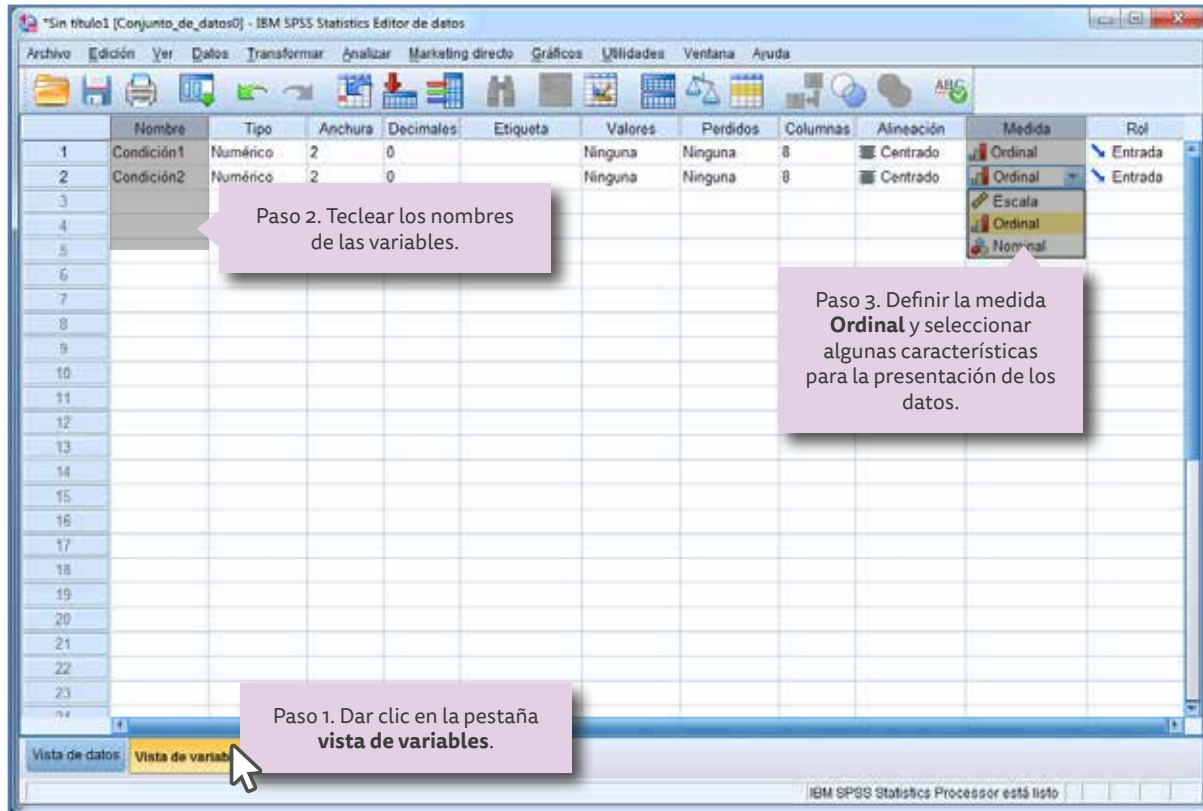 *Sin título1 [Conjunto_de_datos0] - IBM SPSS Statistics Editor de datos
Archivo Edición Ver Datos Transformar Analizar Marketing directo Gráficos Utilidades Ventana Ayuda
Nombre Tipo Anchura Decimales Etiqueta Valores Perdidos Columnas Alineación Medida Rol
1 Condición1 Numérico 2 0 Ninguna Ninguna 8 Centrado Ordinal Entrada
2 Condición2 Numérico 2 0 Ninguna Ninguna 8 Centrado Ordinal Entrada
3 Escala
4 Ordinal
5 Nominal
Paso 2. Teclear los nombres
de las variables.
6
7
8
9
10
11
12
13
14
15
16
17
18
19
20
21
22
23
24
Paso 3. Definir la medida
Ordinal y seleccionar
algunas características
para la presentación de los
datos.
Paso 1. Dar clic en la pestaña
vista de variables.
Vista de datos Vista de variab
IBM SPSS Statistics Processor está listo